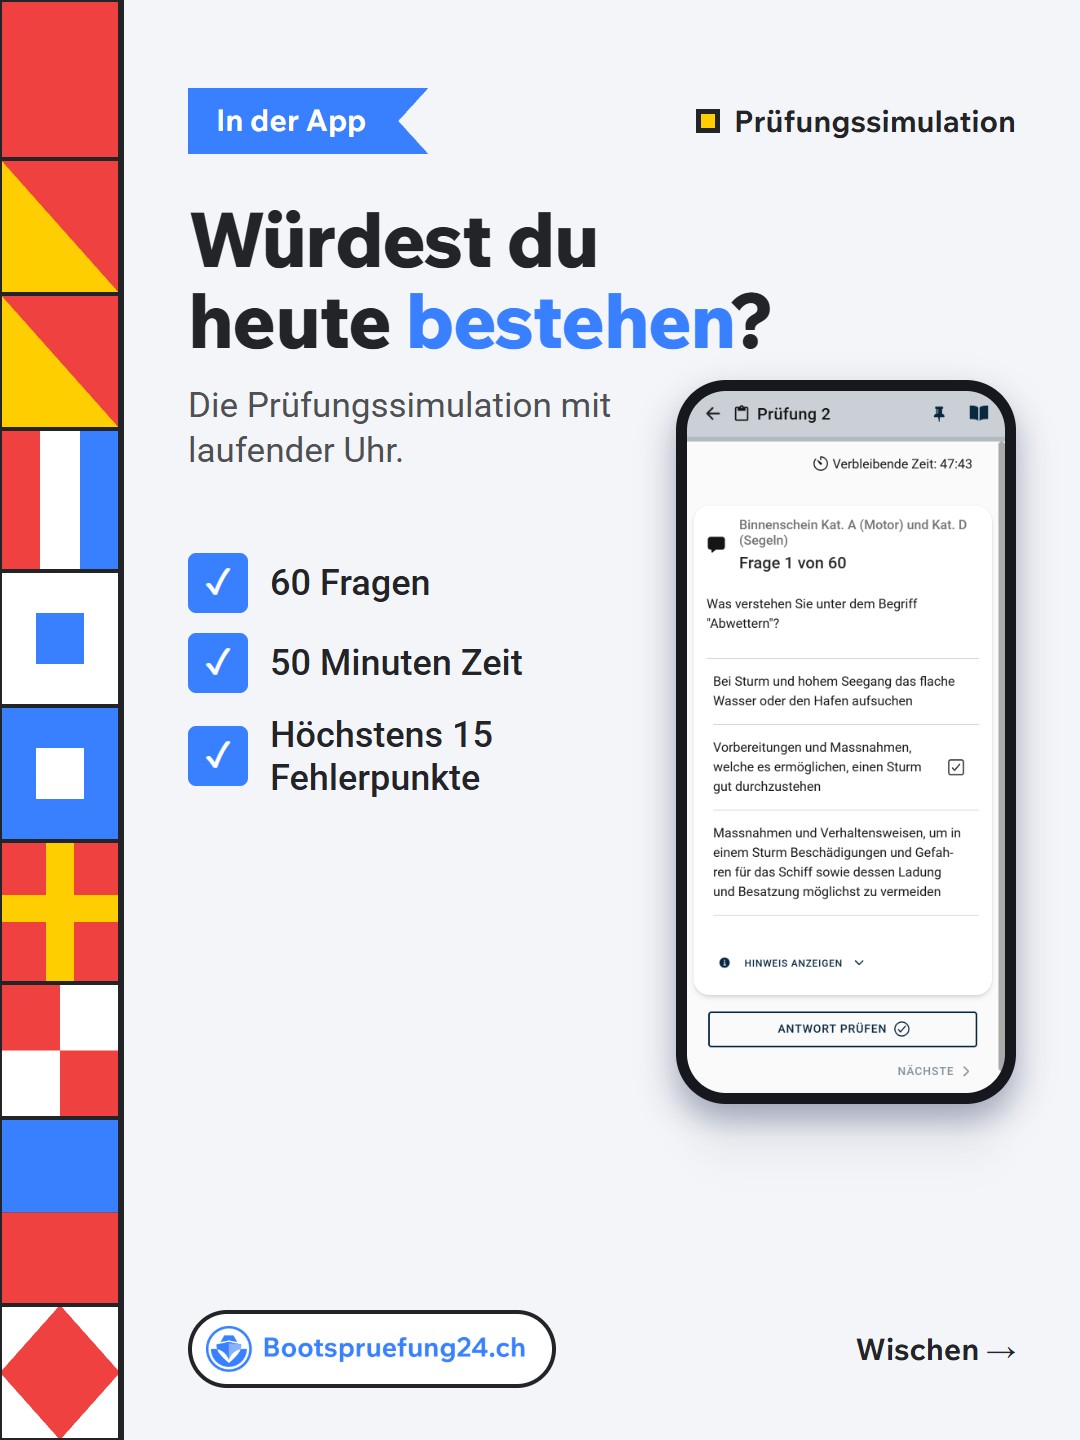 In der App
Prüfungssimulation
Würdest du
heute bestehen?
Die Prüfungssimulation mit
laufender Uhr.
60 Fragen
50 Minuten Zeit
Höchstens 15
Fehlerpunkte
Prüfung 2
Verbleibende Zeit: 47:43
Binnenschein Kat. A (Motor) und Kat. D
(Segeln)
Frage 1 von 60
Was verstehen Sie unter dem Begriff
"Abwettern"?
Bei Sturm und hohem Seegang das flache
Wasser oder den Hafen aufsuchen
Vorbereitungen und Massnahmen,
welche es ermöglichen, einen Sturm
gut durchzustehen
Massnahmen und Verhaltensweisen, um in
einem Sturm Beschädigungen und Gefah-
ren für das Schiff sowie dessen Ladung
und Besatzung möglichst zu vermeiden
HINWEIS ANZEIGEN
ANTWORT PRÜFEN
NÄCHSTE
Bootspruefung24.ch
Wischen →